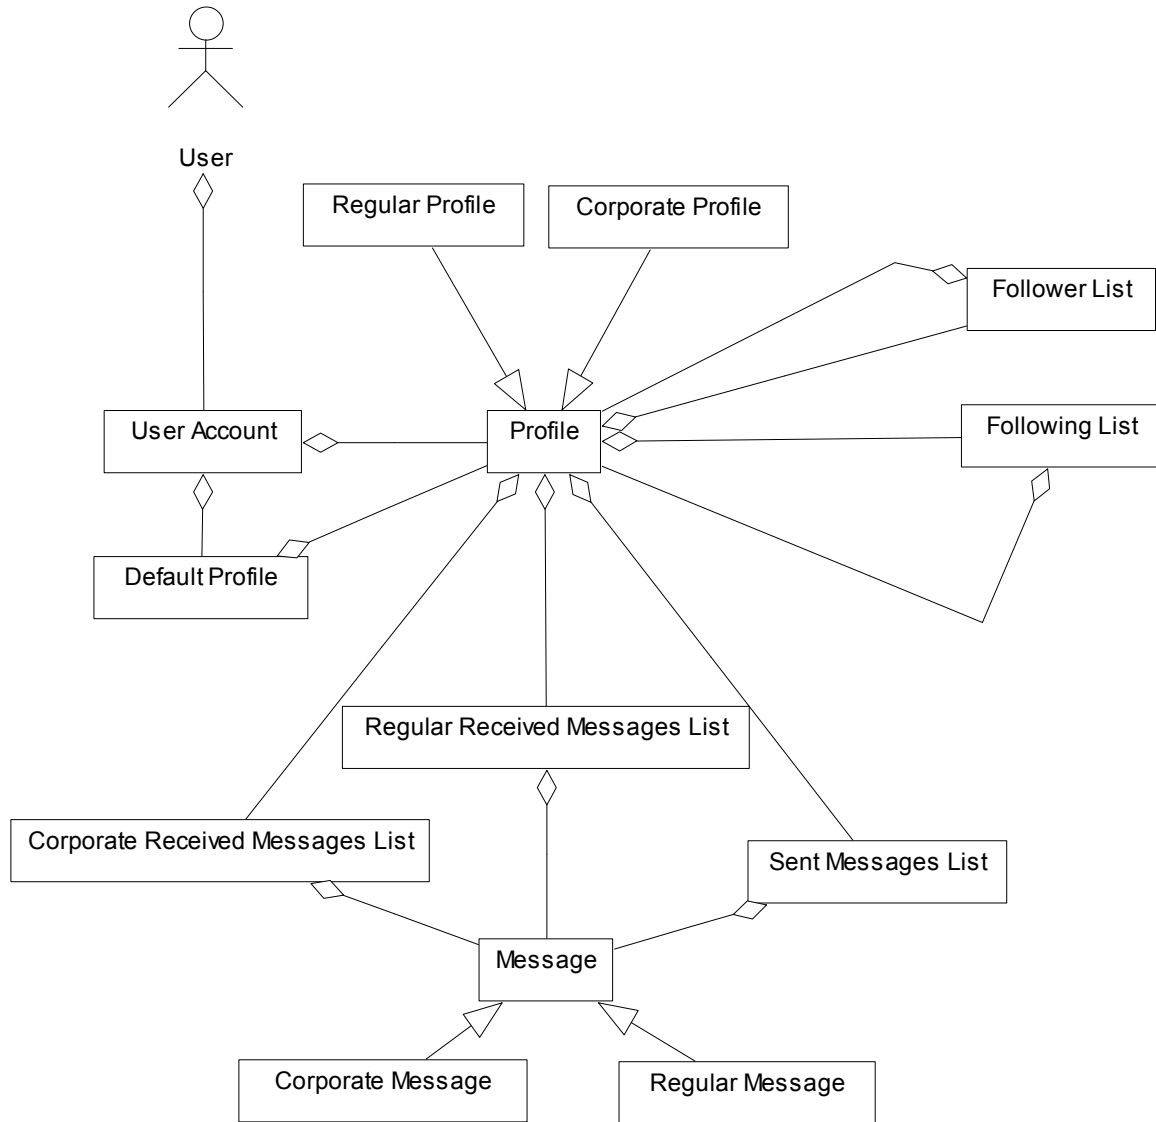 User
Regular Profile
Corporate Profile
Follower List
User Account
Profile
Following List
Default Profile
Regular Received Messages List
Corporate Received Messages List
Sent Messages List
Message
Corporate Message
Regular Message